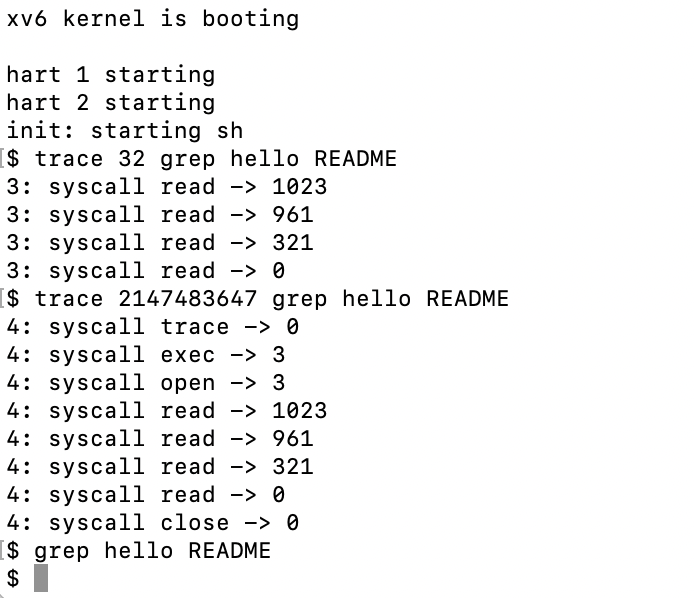 xv6 kernel is booting

hart 1 starting
hart 2 starting
init: starting sh
[$ trace 32 grep hello README
3: syscall read -> 1023
3: syscall read -> 961
3: syscall read -> 321
3: syscall read -> 0
[$ trace 2147483647 grep hello README
4: syscall trace -> 0
4: syscall exec -> 3
4: syscall open -> 3
4: syscall read -> 1023
4: syscall read -> 961
4: syscall read -> 321
4: syscall read -> 0
4: syscall close -> 0
[$ grep hello README
$